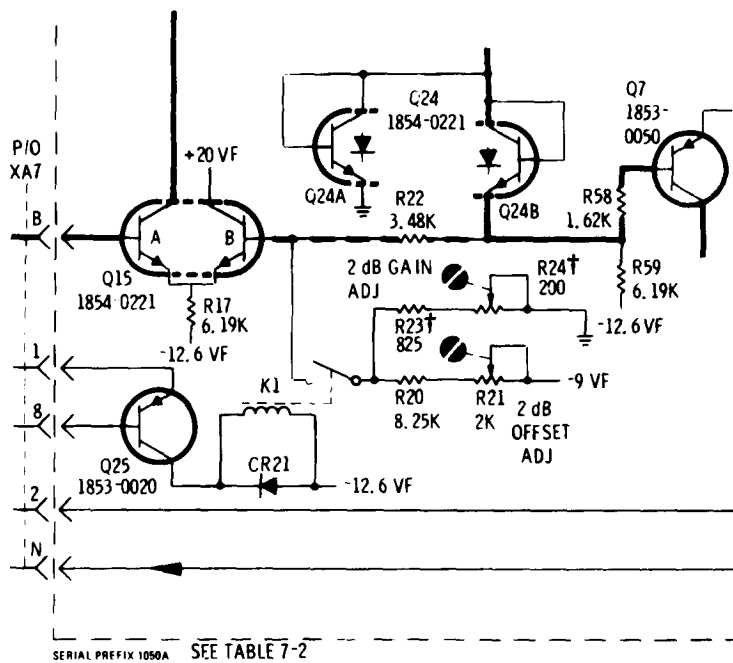 Q7
1853-
0050
Q24
1854-0221
P/O
XA7
+20 VF
Q24A
R22
3.48K
Q24B
R58
1.62K
B
A
B
Q15
1854-0221
R17
6.19K
-12.6 VF
2 dB GAIN
ADJ
R24†
200
R59
6.19K
-12.6 VF
R23†
825
1
K1
R20
8.25K
R21
2K
-9 VF
2 dB
OFFSET
ADJ
8
Q25
1853-0020
CR21
-12.6 VF
2
N
SERIAL PREFIX 1050A SEE TABLE 7-2